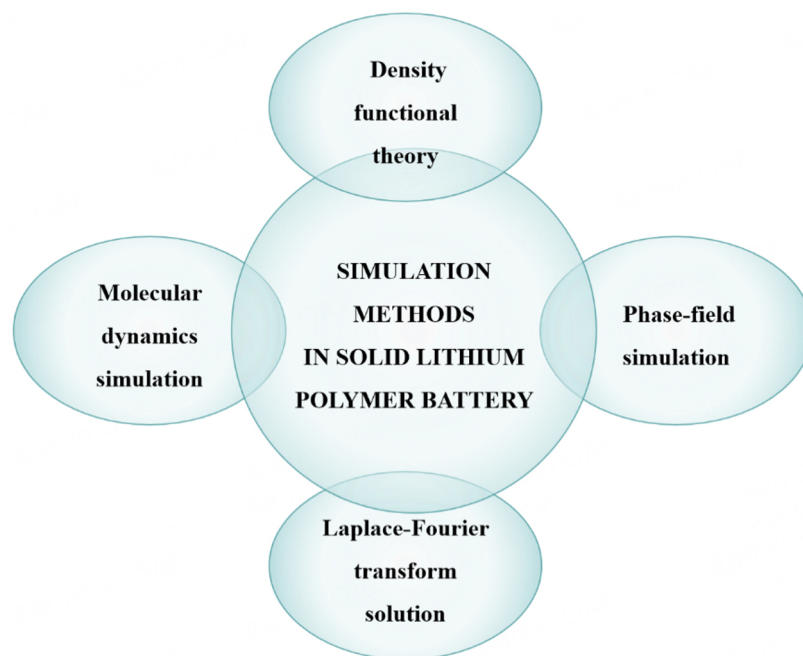 Density
functional
theory
Molecular
dynamics
simulation
SIMULATION
METHODS
IN SOLID LITHIUM
POLYMER BATTERY
Phase-field
simulation
Laplace-Fourier
transform
solution